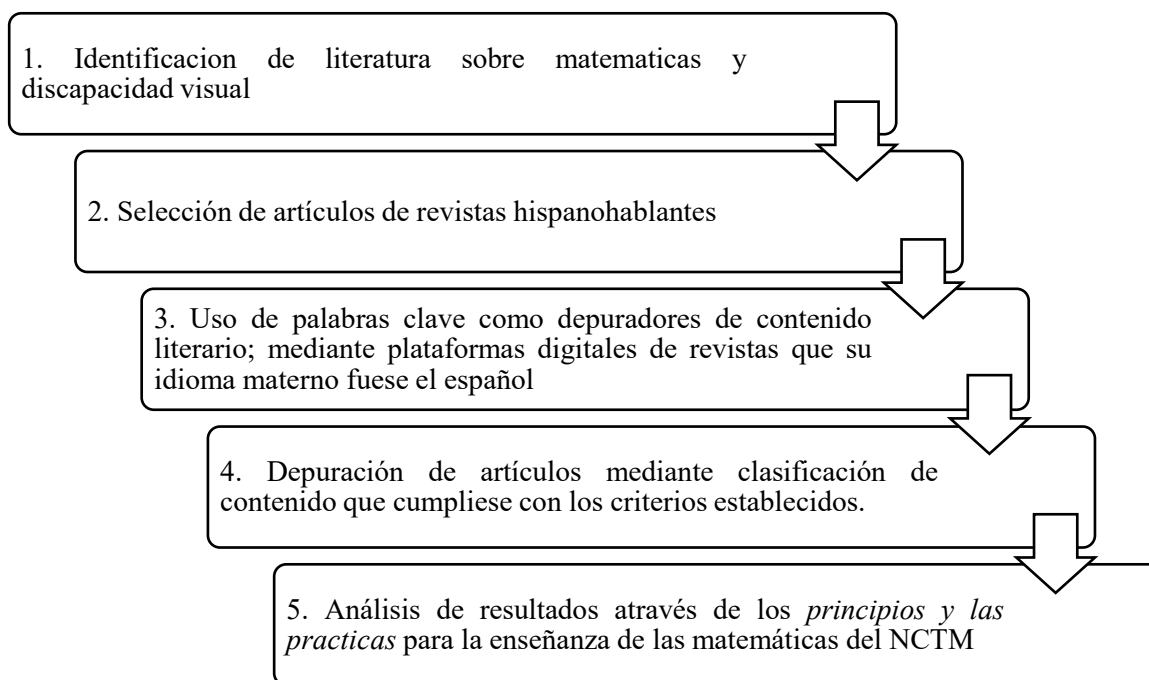 1. Identificacion de literatura sobre matematicas y
discapacidad visual
2. Selección de artículos de revistas hispanohablantes
3. Uso de palabras clave como depuradores de contenido
literario; mediante plataformas digitales de revistas que su
idioma materno fuese el español
4. Depuración de artículos mediante clasificación de
contenido que cumpliese con los criterios establecidos.
5. Análisis de resultados através de los principios y las
practicas para la enseñanza de las matemáticas del NCTM